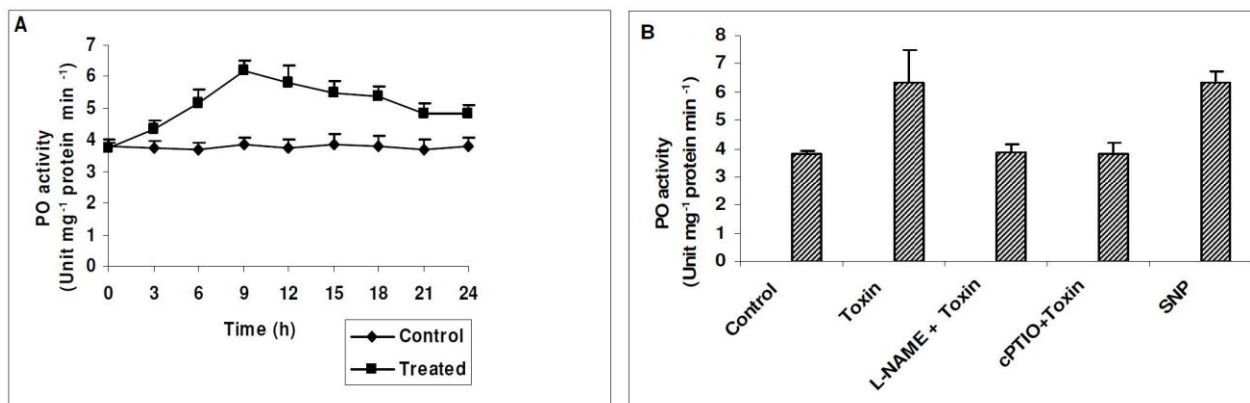 A
PO activity
(Unit mg⁻¹ protein min ⁻¹)
7
6
5
4
3
2
1
0
0 3 6 9 12 15 18 21 24
Time (h)
Control
Treated
B
PO activity
(Unit mg⁻¹ protein min⁻¹)
8
7
6
5
4
3
2
1
0
Control
Toxin
L-NAME + Toxin
cPTIO+Toxin
SNP